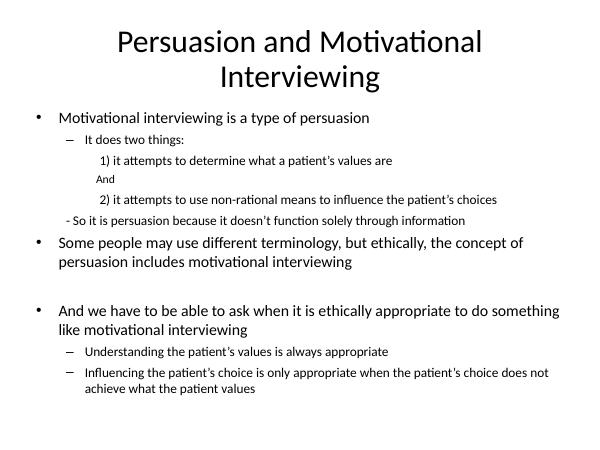 Persuasion and Motivational
Interviewing
• Motivational interviewing is a type of persuasion
– It does two things:
1) it attempts to determine what a patient’s values are
And
2) it attempts to use non-rational means to influence the patient’s choices
- So it is persuasion because it doesn’t function solely through information
• Some people may use different terminology, but ethically, the concept of
persuasion includes motivational interviewing
• And we have to be able to ask when it is ethically appropriate to do something
like motivational interviewing
– Understanding the patient’s values is always appropriate
– Influencing the patient’s choice is only appropriate when the patient’s choice does not
achieve what the patient values